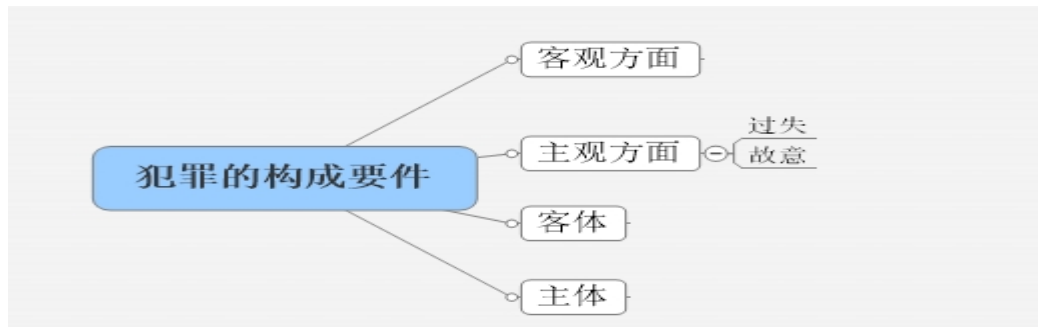 犯罪的构成要件
客观方面
主观方面
过失
故意
客体
主体